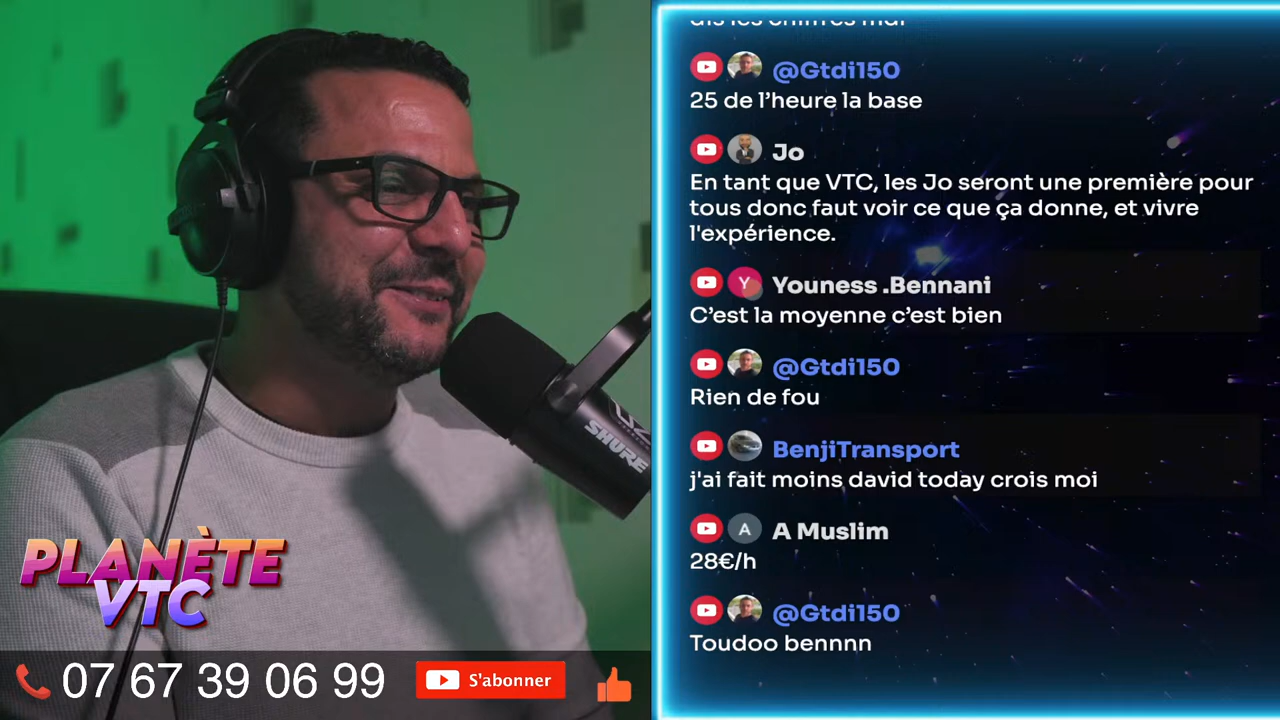 @Gtdi150
25 de l’heure la base
Jo
En tant que VTC, les Jo seront une première pour
tous donc faut voir ce que ça donne, et vivre
l'expérience.
Y
Youness .Bennani
C’est la moyenne c’est bien
@Gtdi150
Rien de fou
BenjiTransport
j'ai fait moins david today crois moi
A
A Muslim
28€/h
@Gtdi150
Toudoo bennnn
SHURE
PLANÈTE
VTC
07 67 39 06 99
S'abonner